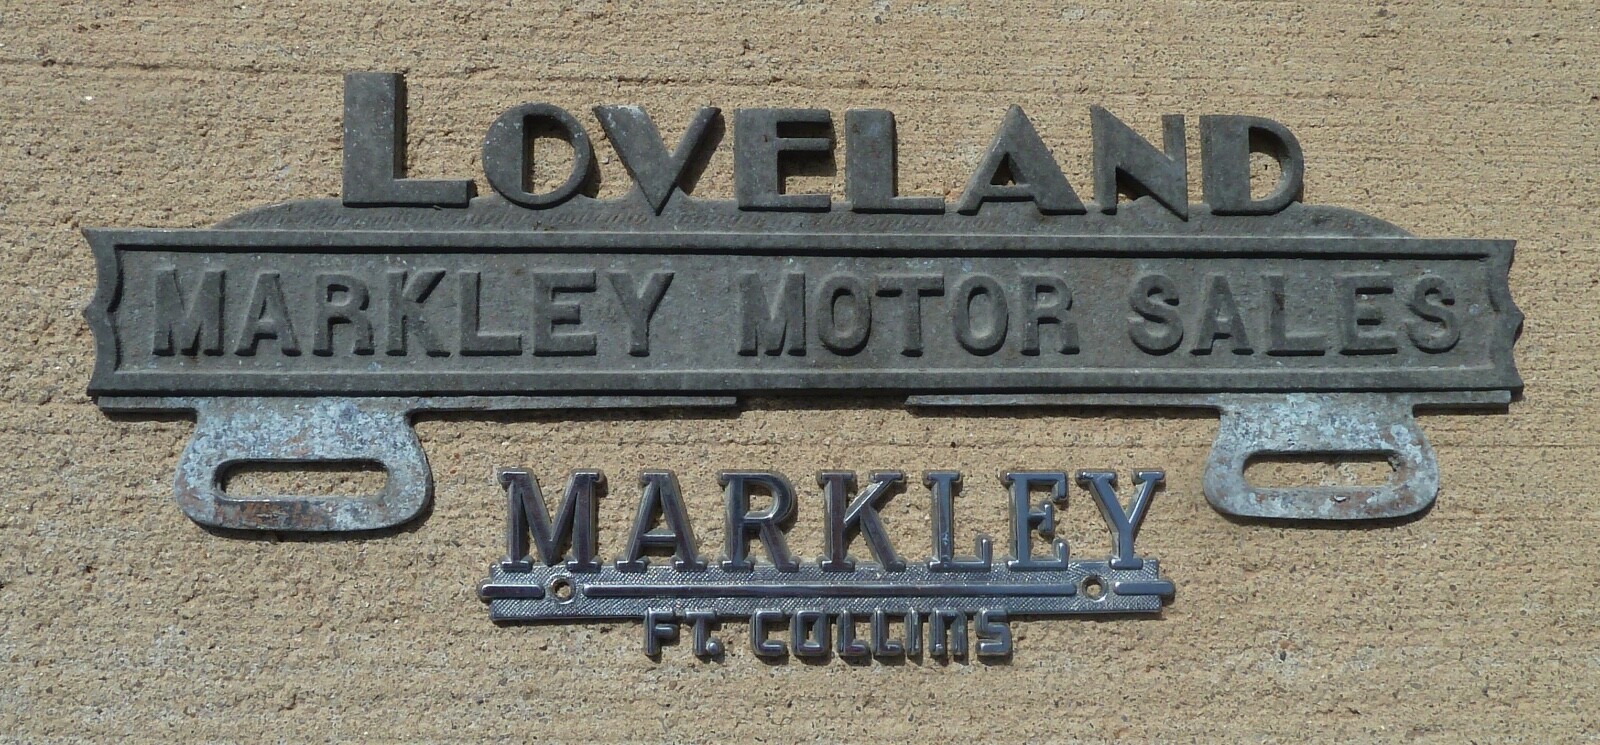 LOVELAND
MARKLEY MOTOR SALES
MARKLEY
FT. COLLINS